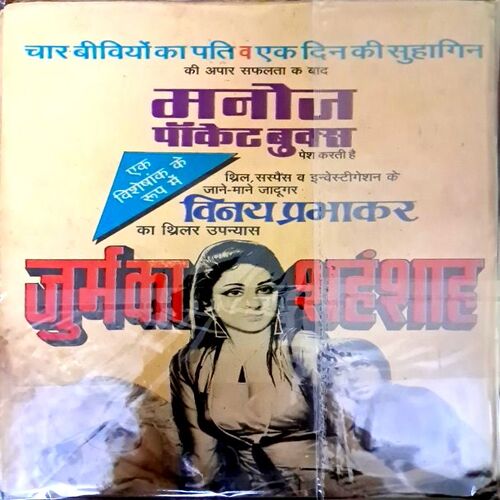 चार बीवियों का पति व एक दिन की सुहागिन
की अपार सफलता क बाद
मनोज
पॉकेट बुक्स
पेश करती है
एक
विशेषांक के
रूप में
थ्रिल, सस्पैंस व इन्वेस्टीगेशन के
जाने-माने जादूगर
विनय प्रभाकर
का थ्रिलर उपन्यास
जुर्म का शहंशाह